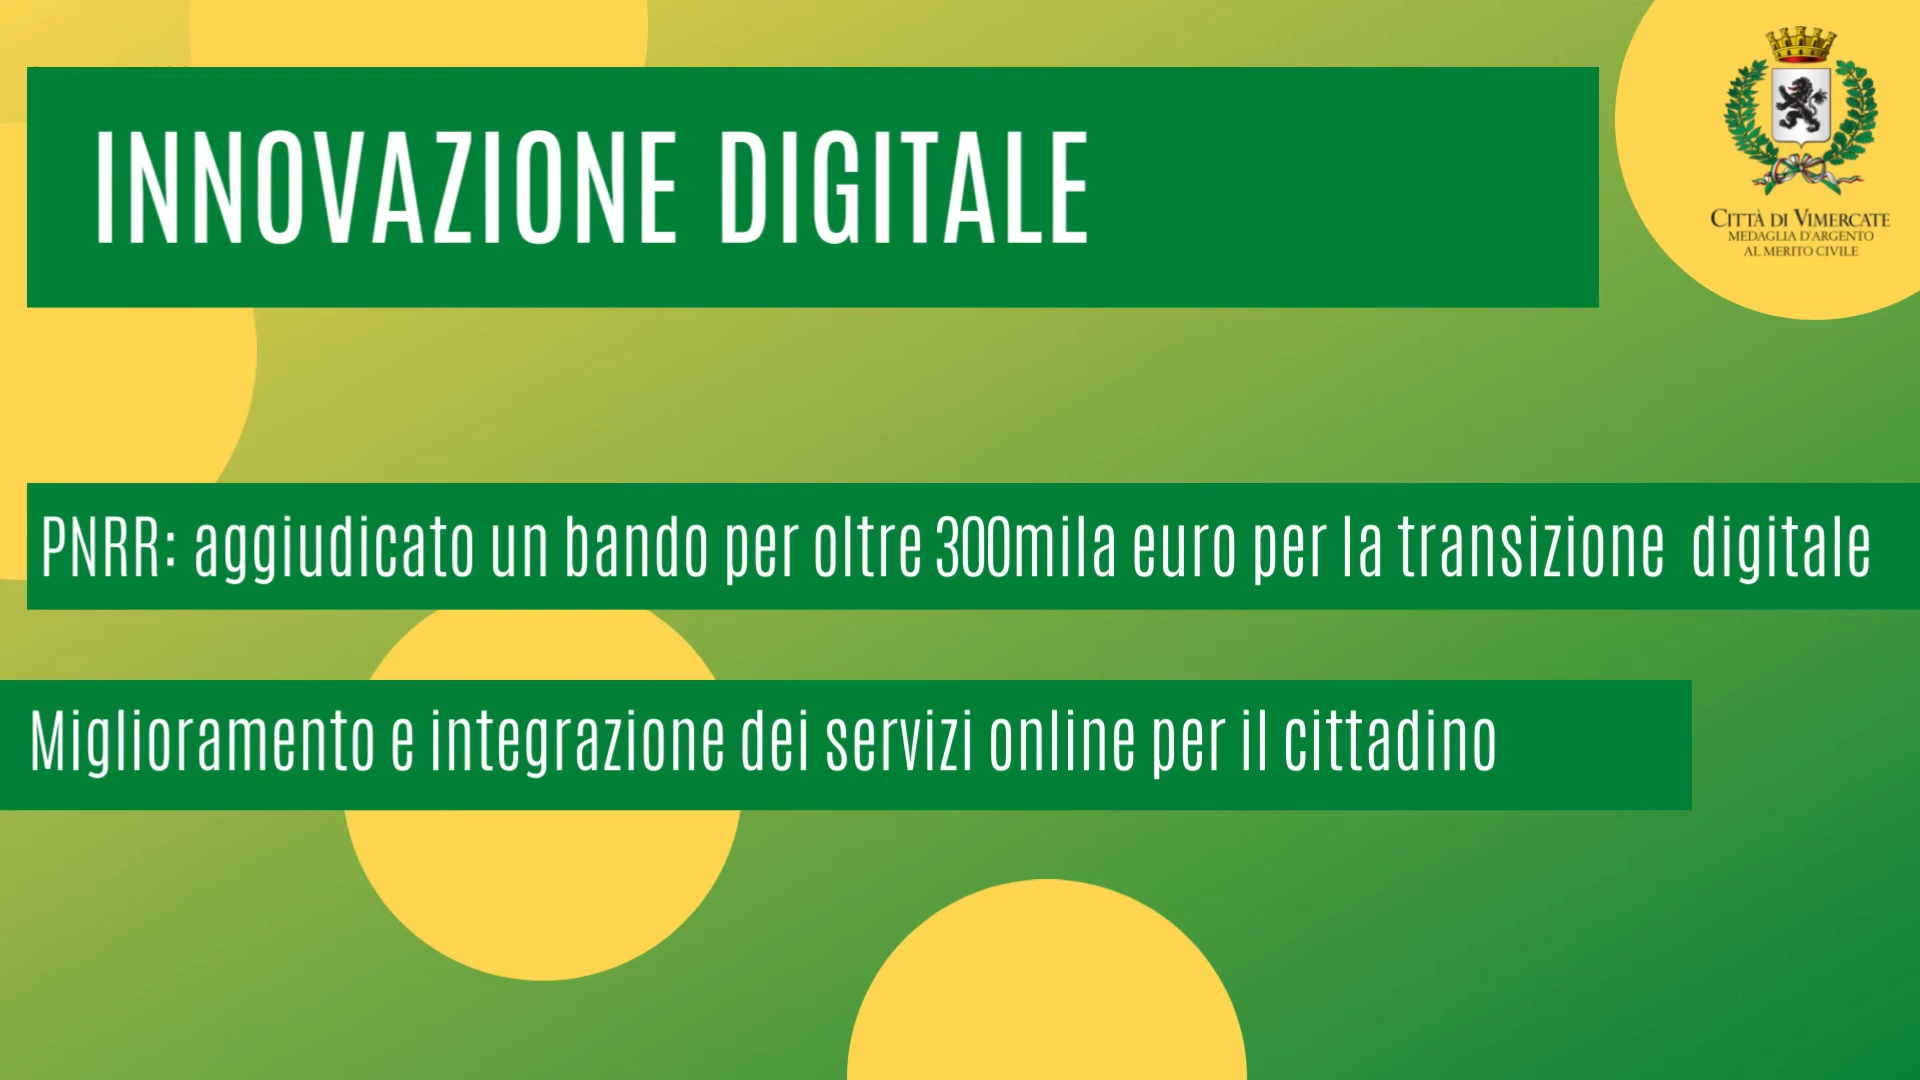 INNOVAZIONE DIGITALE
CITTÀ DI VIMERCATE
MEDAGLIA D'ARGENTO
AL MERITO CIVILE
PNRR: aggiudicato un bando per oltre 300mila euro per la transizione digitale
Miglioramento e integrazione dei servizi online per il cittadino